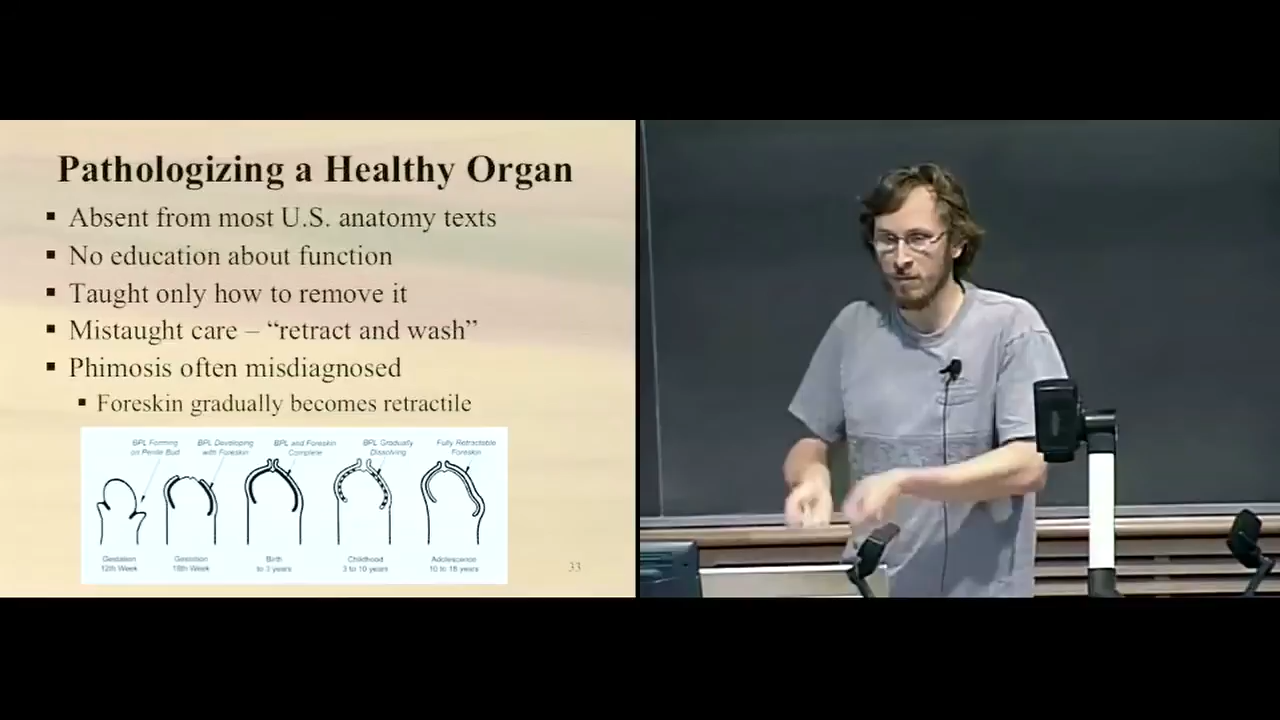 Pathologizing a Healthy Organ
▪ Absent from most U.S. anatomy texts
▪ No education about function
▪ Taught only how to remove it
▪ Mistaught care – “retract and wash”
▪ Phimosis often misdiagnosed
▪ Foreskin gradually becomes retractile
BPL Forming
on Penile Bud
BPL Developing
with Foreskin
BPL and Foreskin
Complete
BPL Gradually
Dissolving
Fully Retractable
Foreskin
Gestation
12th Week
Gestation
18th Week
Birth
to 3 years
Childhood
3 to 10 years
Adolescence
10 to 18 years
33